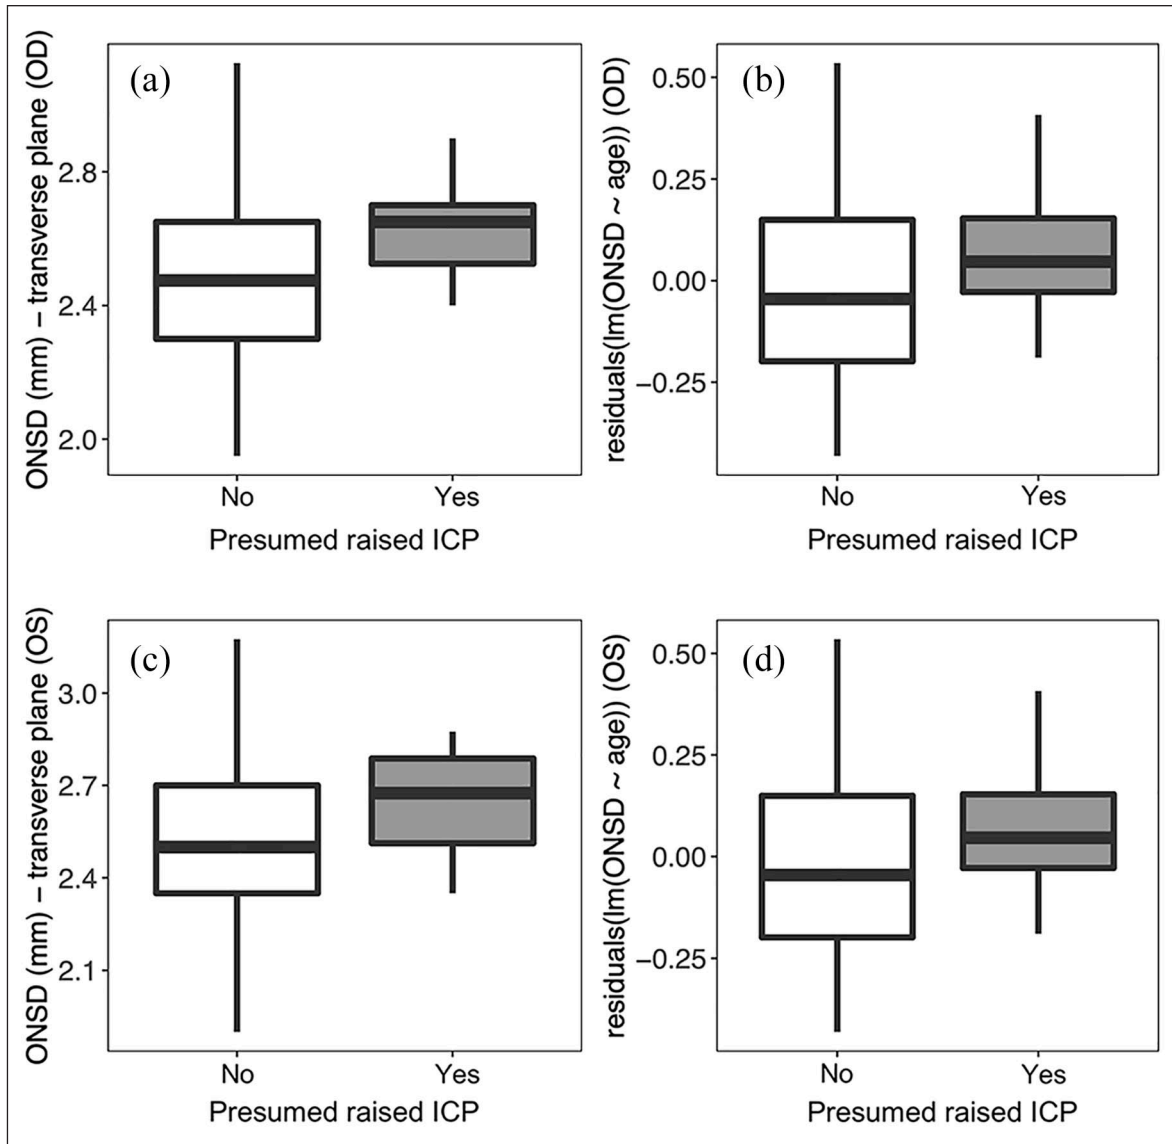 (a)
ONSD (mm) – transverse plane (OD)
2.8
2.4
2.0
No Yes
Presumed raised ICP
(b)
residuals(lm(ONSD ~ age)) (OD)
0.50
0.25
0.00
−0.25
No Yes
Presumed raised ICP
(c)
ONSD (mm) – transverse plane (OS)
3.0
2.7
2.4
2.1
No Yes
Presumed raised ICP
(d)
residuals(lm(ONSD ~ age)) (OS)
0.50
0.25
0.00
−0.25
No Yes
Presumed raised ICP